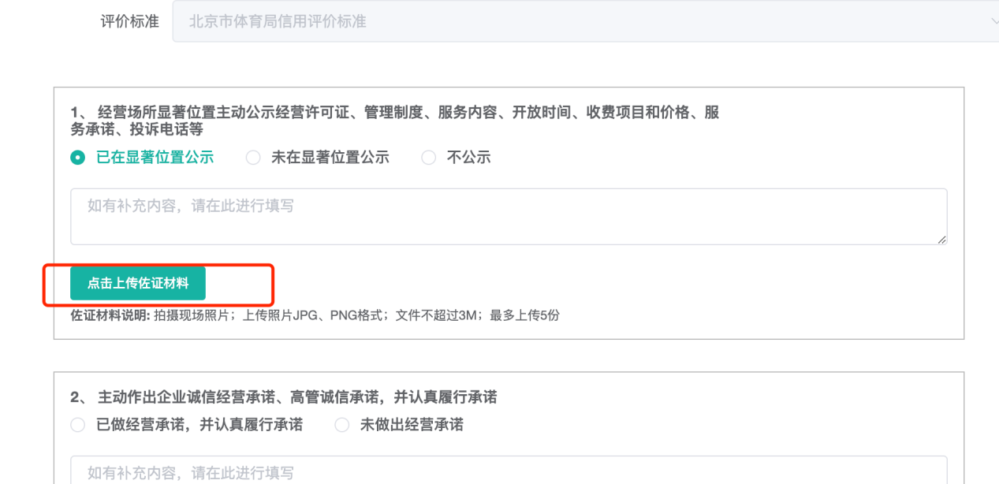 评价标准 北京市体育局信用评价标准
1、 经营场所显著位置主动公示经营许可证、管理制度、服务内容、开放时间、收费项目和价格、服
务承诺、投诉电话等
已在显著位置公示 未在显著位置公示 不公示
如有补充内容，请在此进行填写
点击上传佐证材料
佐证材料说明: 拍摄现场照片；上传照片JPG、PNG格式；文件不超过3M；最多上传5份
2、 主动作出企业诚信经营承诺、高管诚信承诺，并认真履行承诺
已做经营承诺，并认真履行承诺 未做出经营承诺
如有补充内容，请在此进行填写